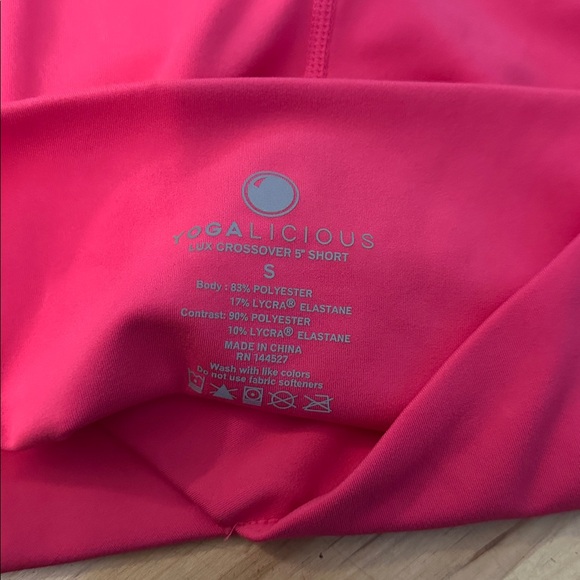 YOGALICIOUS
LUX CROSSOVER 5" SHORT
S
Body : 83% POLYESTER
17% LYCRA® ELASTANE
Contrast: 90% POLYESTER
10% LYCRA® ELASTANE
MADE IN CHINA
RN 144527
Wash with like colors
Do not use fabric softeners